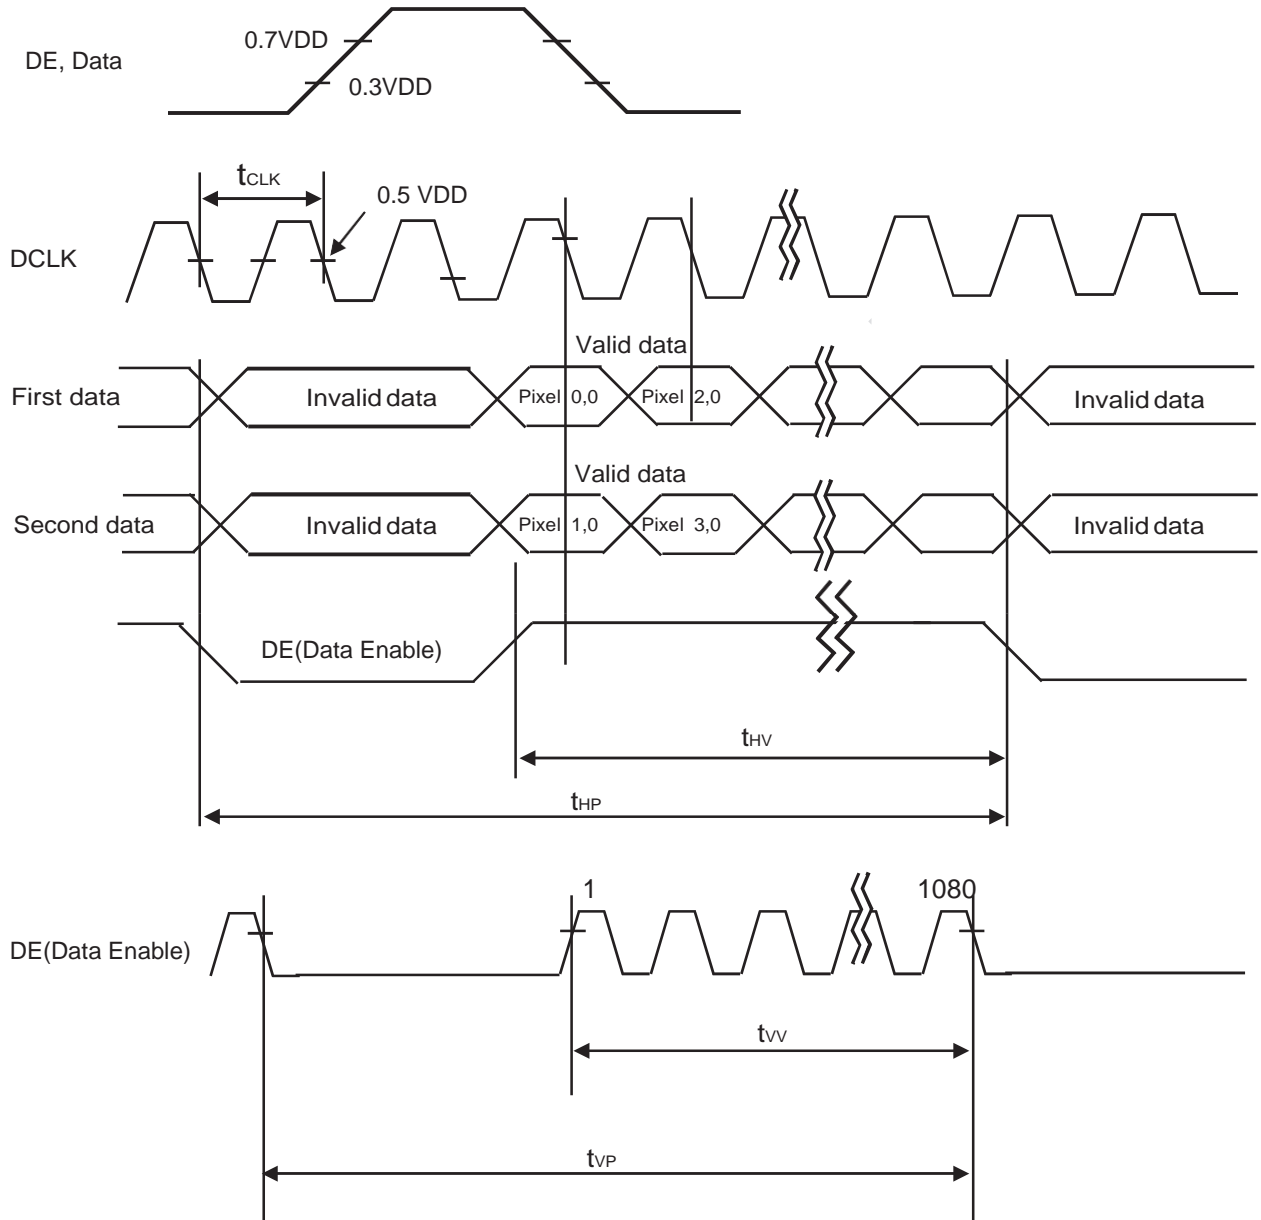 0.7VDD
DE, Data
0.3VDD
tCLK
0.5 VDD
DCLK
Valid data
First data
Invalid data
Pixel 0,0
Pixel 2,0
Invalid data
Valid data
Second data
Invalid data
Pixel 1,0
Pixel 3,0
Invalid data
DE(Data Enable)
tHV
tHP
1
1080
DE(Data Enable)
tVV
tVP